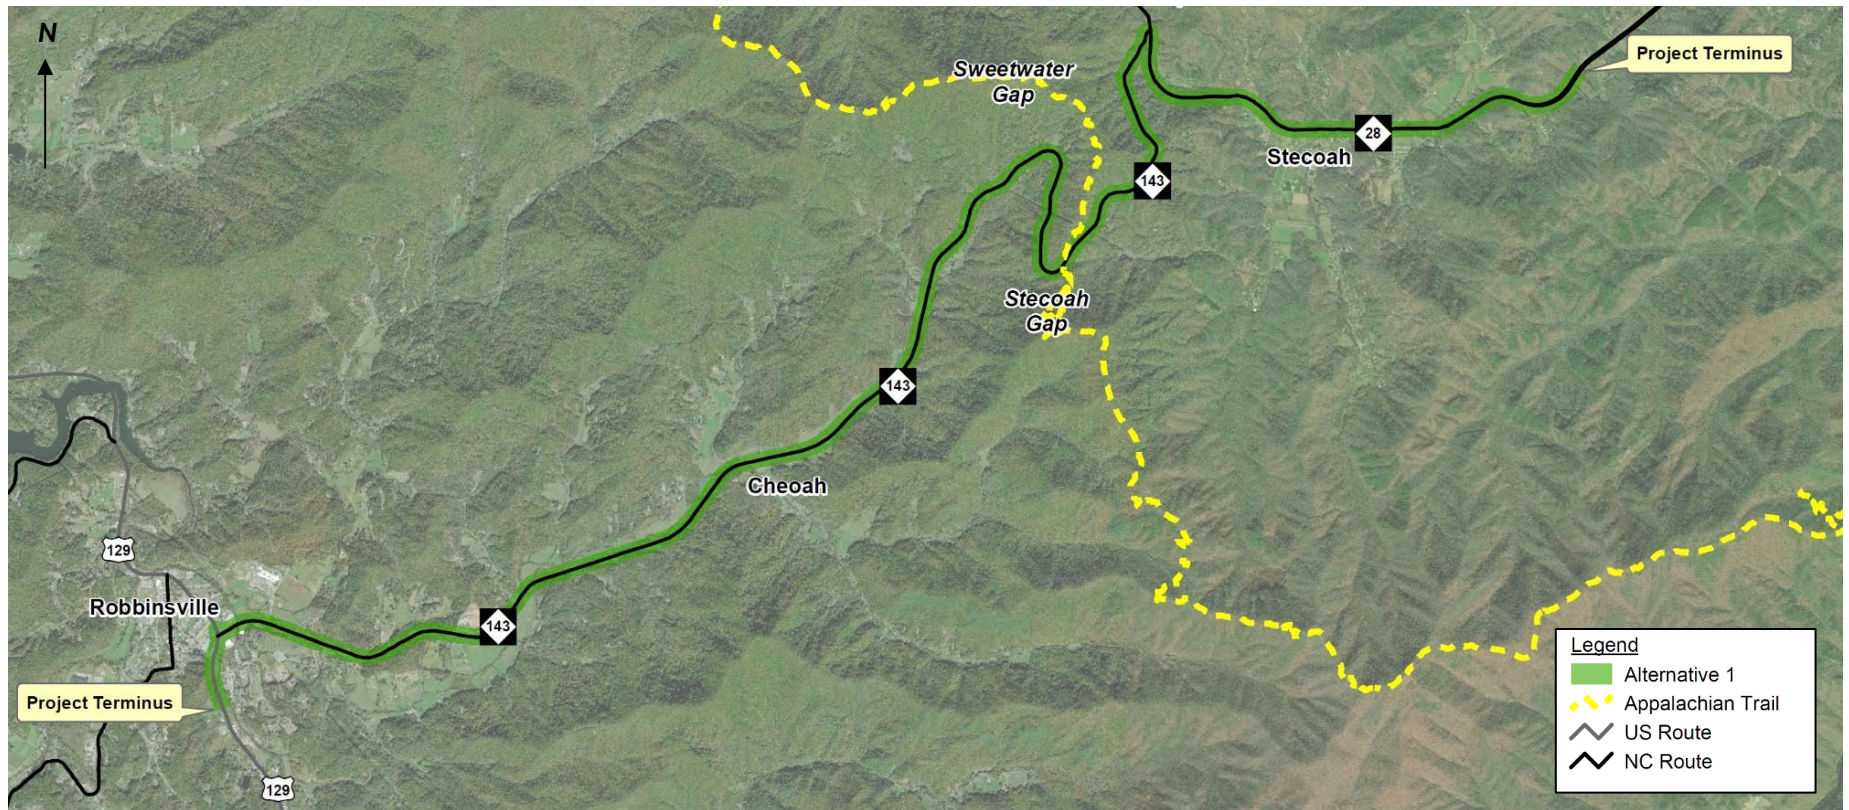 N
Sweetwater
Gap
Project Terminus
28
Stecoah
143
Stecoah
Gap
143
Cheoah
129
Robbinsville
143
Project Terminus
129
Legend
Alternative 1
Appalachian Trail
US Route
NC Route